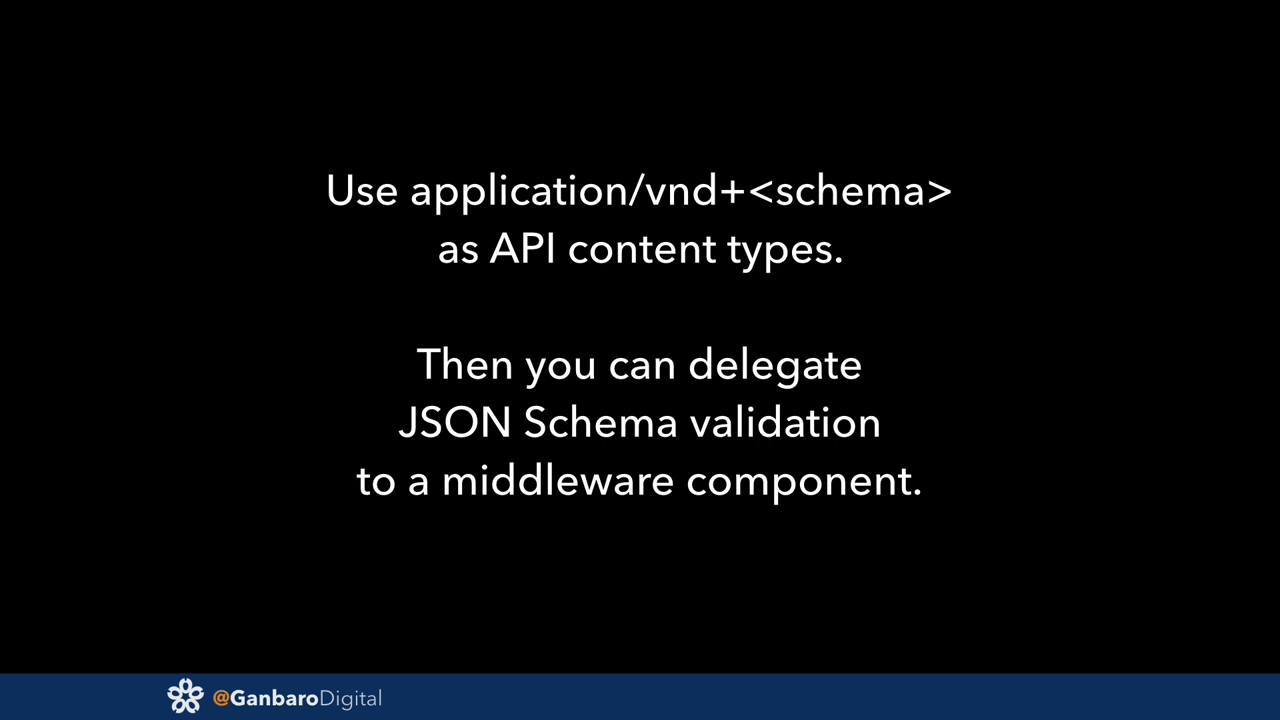 Use application/vnd+<schema>
as API content types.
Then you can delegate
JSON Schema validation
to a middleware component.
@GanbaroDigital